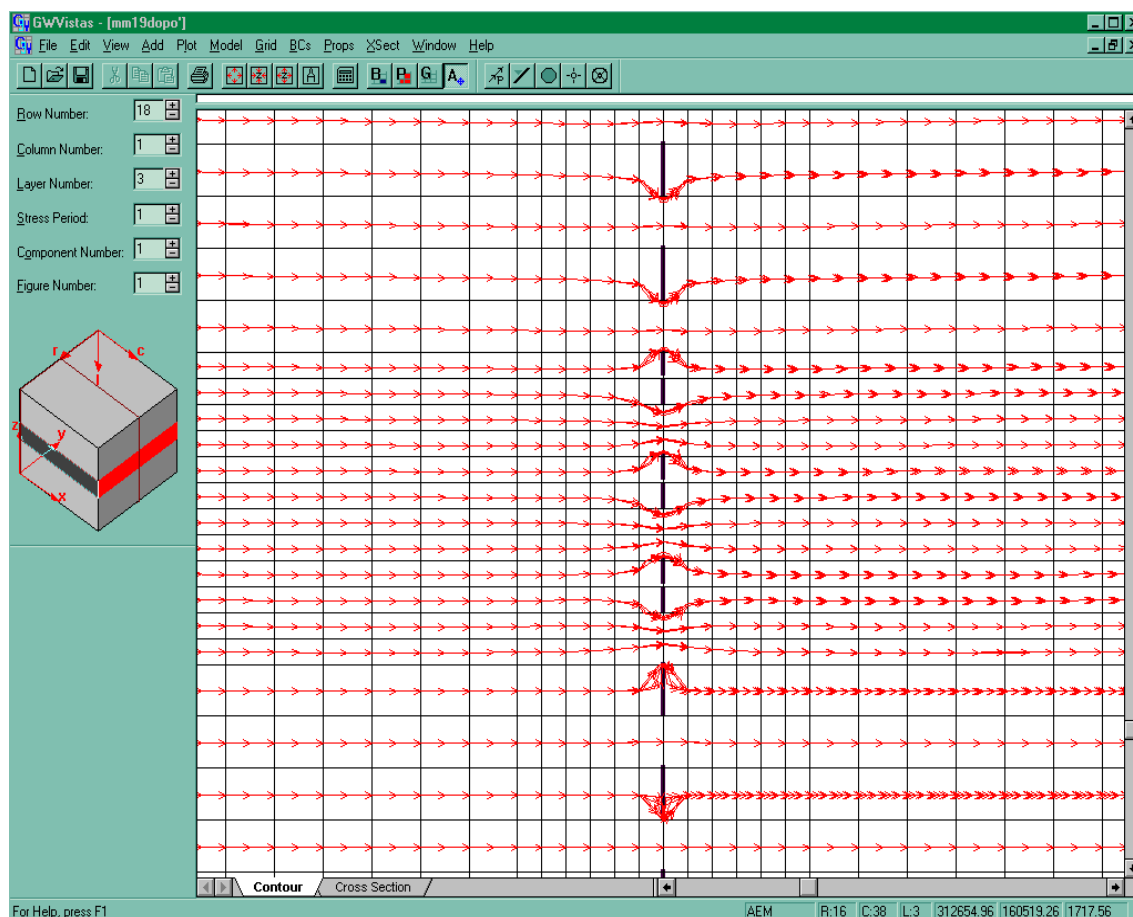 GWVistas - [mm19dopo']
File Edit View Add Plot Model Grid BCs Props XSect Window Help
Row Number: 18
Column Number: 1
Layer Number: 3
Stress Period: 1
Component Number: 1
Figure Number: 1
r c
l
z y
x
Contour Cross Section
For Help, press F1 AEM R:16 C:38 L:3 312654.96 160519.26 1717.56